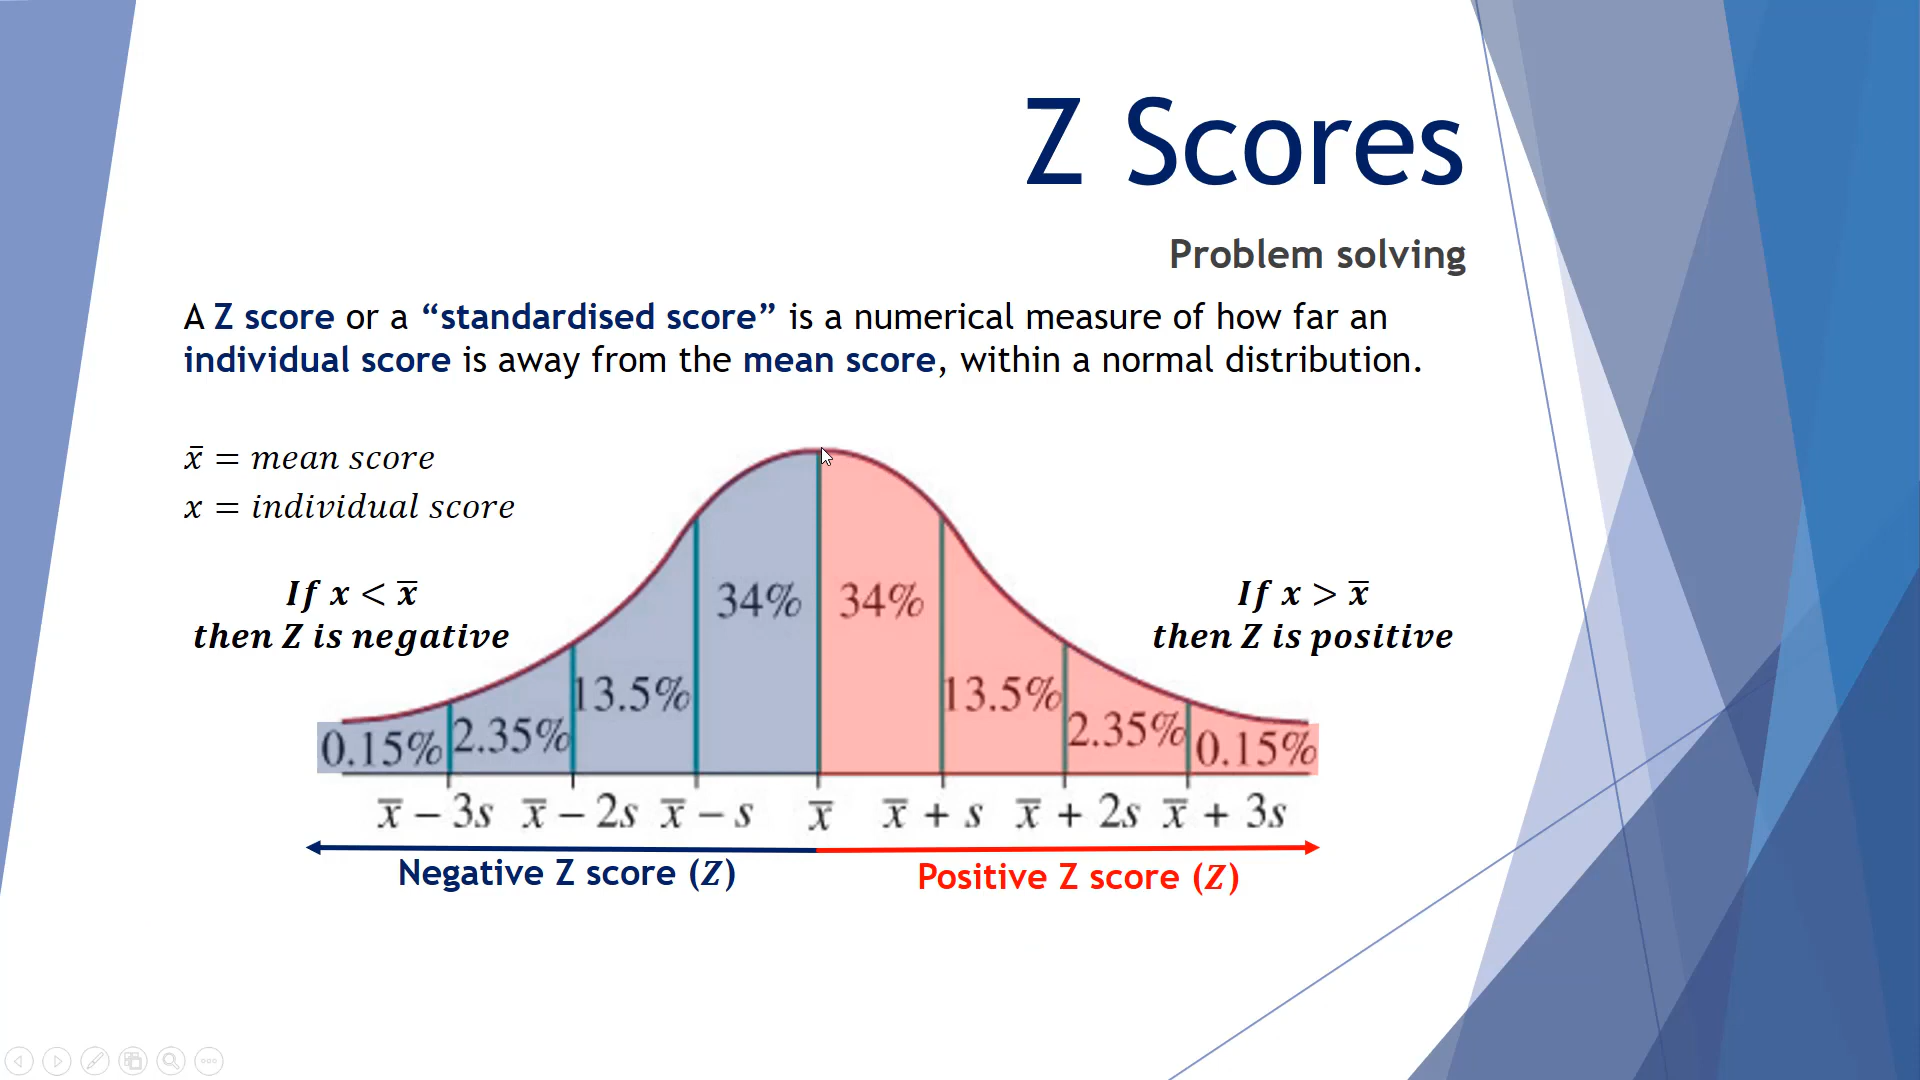 Z Scores
Problem solving
A Z score or a “standardised score” is a numerical measure of how far an
individual score is away from the mean score, within a normal distribution.
x̄ = mean score
x = individual score
If x < x̄
then Z is negative
If x > x̄
then Z is positive
34% 34%
13.5% 13.5%
0.15% 2.35% 2.35% 0.15%
x̄ − 3s x̄ − 2s x̄ − s x̄ x̄ + s x̄ + 2s x̄ + 3s
Negative Z score (Z) Positive Z score (Z)